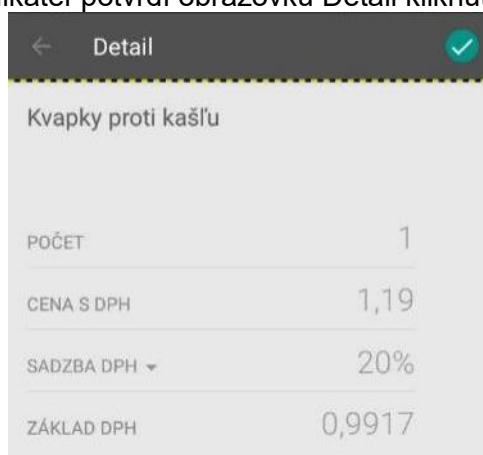 Detail
Kvapky proti kašľu
POČET 1
CENA S DPH 1,19
SADZBA DPH 20%
ZÁKLAD DPH 0,9917